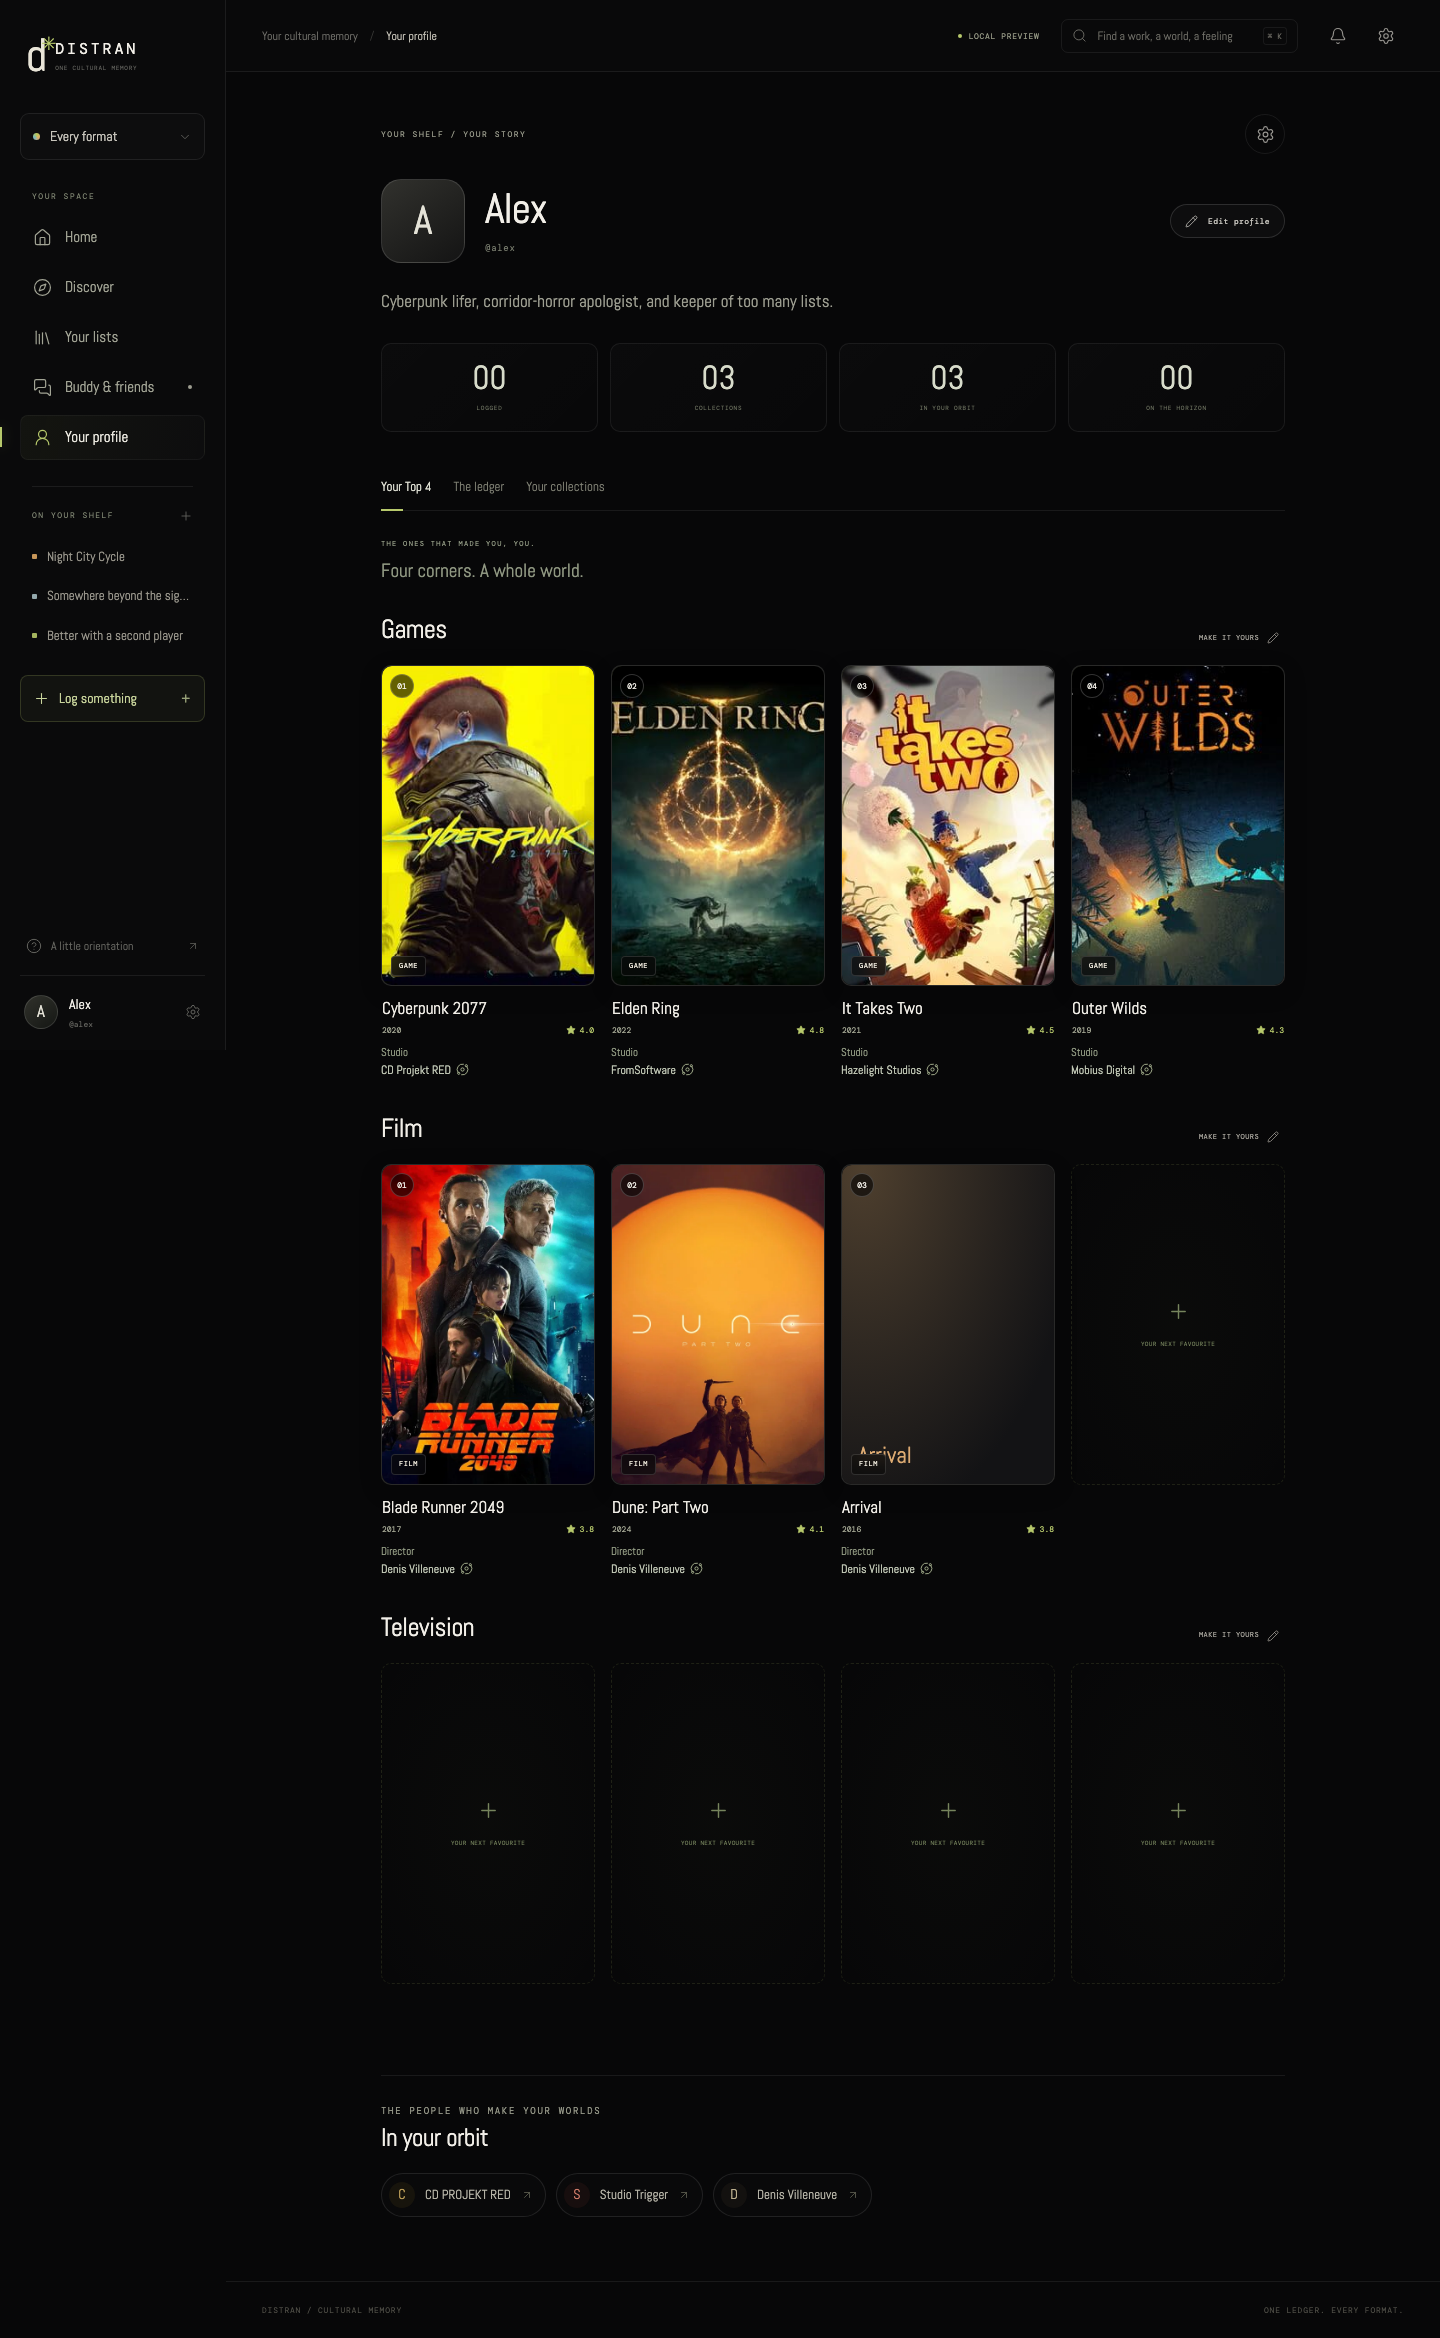 d DISTRAN
ONE CULTURAL MEMORY
Every format
YOUR SPACE
Home
Discover
Your lists
Buddy & friends
Your profile
ON YOUR SHELF
Night City Cycle
Somewhere beyond the sig...
Better with a second player
Log something
A little orientation
A
Alex
@alex
Your cultural memory / Your profile
LOCAL PREVIEW
Find a work, a world, a feeling
⌘ K
YOUR SHELF / YOUR STORY
A
Alex
@alex
Edit profile
Cyberpunk lifer, corridor-horror apologist, and keeper of too many lists.
00 03 03 00
LOGGED COLLECTIONS IN YOUR ORBIT ON THE HORIZON
Your Top 4 The ledger Your collections
THE ONES THAT MADE YOU, YOU.
Four corners. A whole world.
Games
MAKE IT YOURS
01
CYBERPUNK
2077
GAME
02
ELDEN RING
GAME
03
it
takes
two
GAME
04
OUTER
WILDS
GAME
Cyberpunk 2077
2020 4.0
Studio
CD Projekt RED
Elden Ring
2022 4.8
Studio
FromSoftware
It Takes Two
2021 4.5
Studio
Hazelight Studios
Outer Wilds
2019 4.3
Studio
Mobius Digital
Film
MAKE IT YOURS
01
BLADE
RUNNER
2049
FILM
02
DUNE
PART TWO
FILM
03
Arrival
FILM
YOUR NEXT FAVOURITE
Blade Runner 2049
2017 3.8
Director
Denis Villeneuve
Dune: Part Two
2024 4.1
Director
Denis Villeneuve
Arrival
2016 3.8
Director
Denis Villeneuve
Television
MAKE IT YOURS
YOUR NEXT FAVOURITE YOUR NEXT FAVOURITE YOUR NEXT FAVOURITE YOUR NEXT FAVOURITE
THE PEOPLE WHO MAKE YOUR WORLDS
In your orbit
C CD PROJEKT RED
S Studio Trigger
D Denis Villeneuve
DISTRAN / CULTURAL MEMORY
ONE LEDGER. EVERY FORMAT.